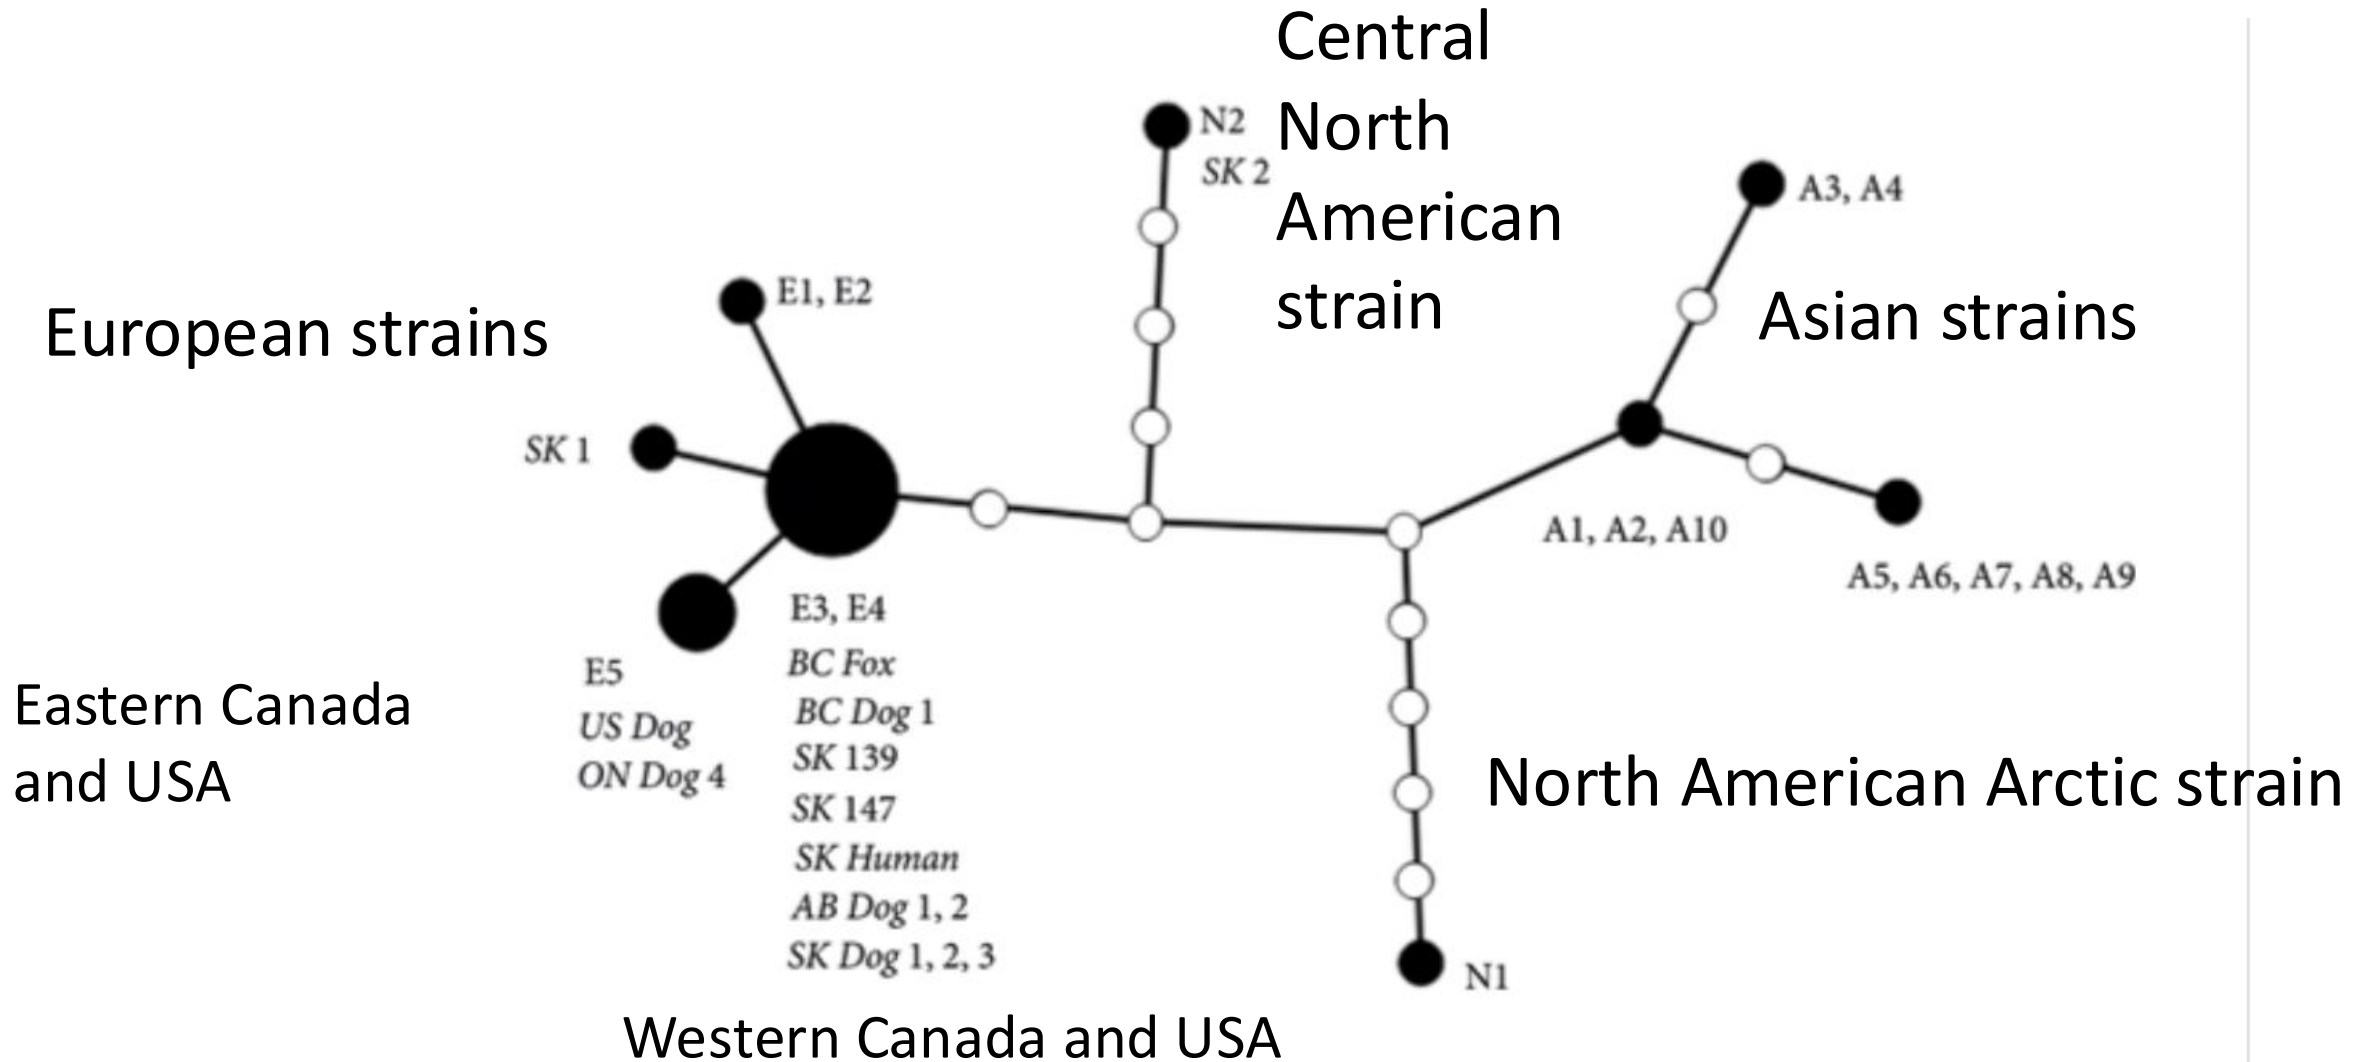 Central
North
American
strain
N2
SK 2
A3, A4
E1, E2
European strains
Asian strains
SK 1
A1, A2, A10
A5, A6, A7, A8, A9
E3, E4
BC Fox
BC Dog 1
SK 139
SK 147
SK Human
AB Dog 1, 2
SK Dog 1, 2, 3
E5
US Dog
ON Dog 4
Eastern Canada
and USA
North American Arctic strain
N1
Western Canada and USA